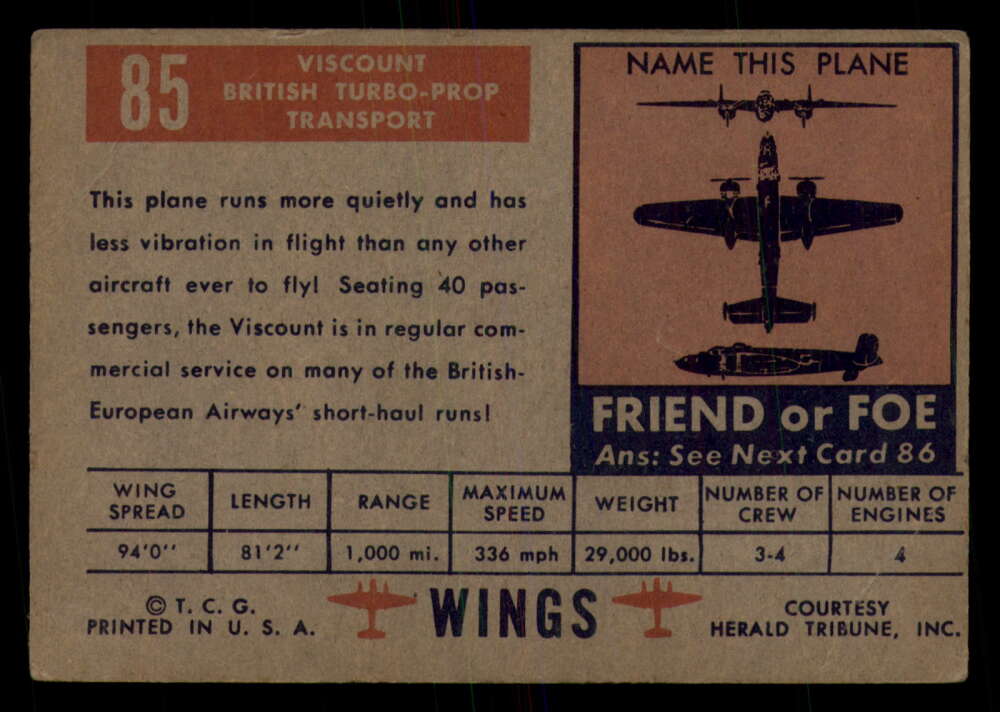 85
VISCOUNT
BRITISH TURBO-PROP
TRANSPORT
This plane runs more quietly and has
less vibration in flight than any other
aircraft ever to fly! Seating 40 pas-
sengers, the Viscount is in regular com-
mercial service on many of the British-
European Airways' short-haul runs!
NAME THIS PLANE
FRIEND or FOE
Ans: See Next Card 86
WING SPREAD LENGTH RANGE MAXIMUM SPEED WEIGHT NUMBER OF CREW NUMBER OF ENGINES
94'0'' 81'2'' 1,000 mi. 336 mph 29,000 lbs. 3-4 4
© T. C. G.
PRINTED IN U. S. A.
WINGS
COURTESY
HERALD TRIBUNE, INC.